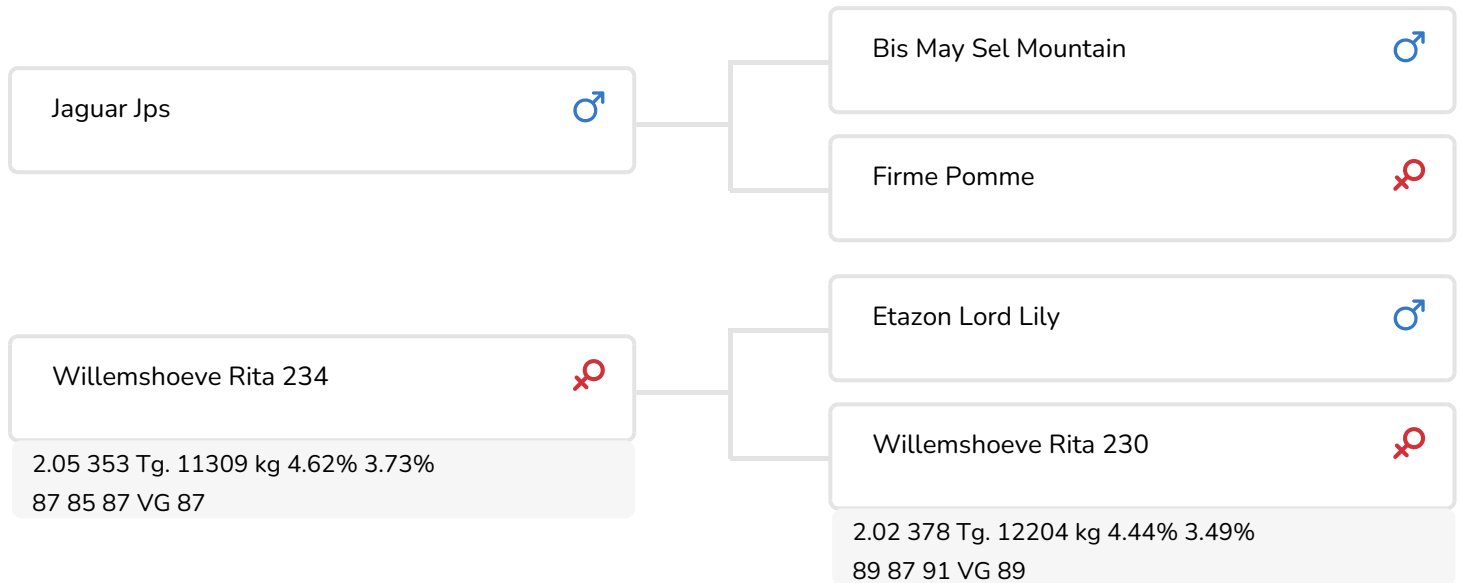 Bis May Sel Mountain
Jaguar Jps
Firme Pomme
Etazon Lord Lily
Willemshoeve Rita 234
2.05 353 Tg. 11309 kg 4.62% 3.73%
87 85 87 VG 87
Willemshoeve Rita 230
2.02 378 Tg. 12204 kg 4.44% 3.49%
89 87 91 VG 89